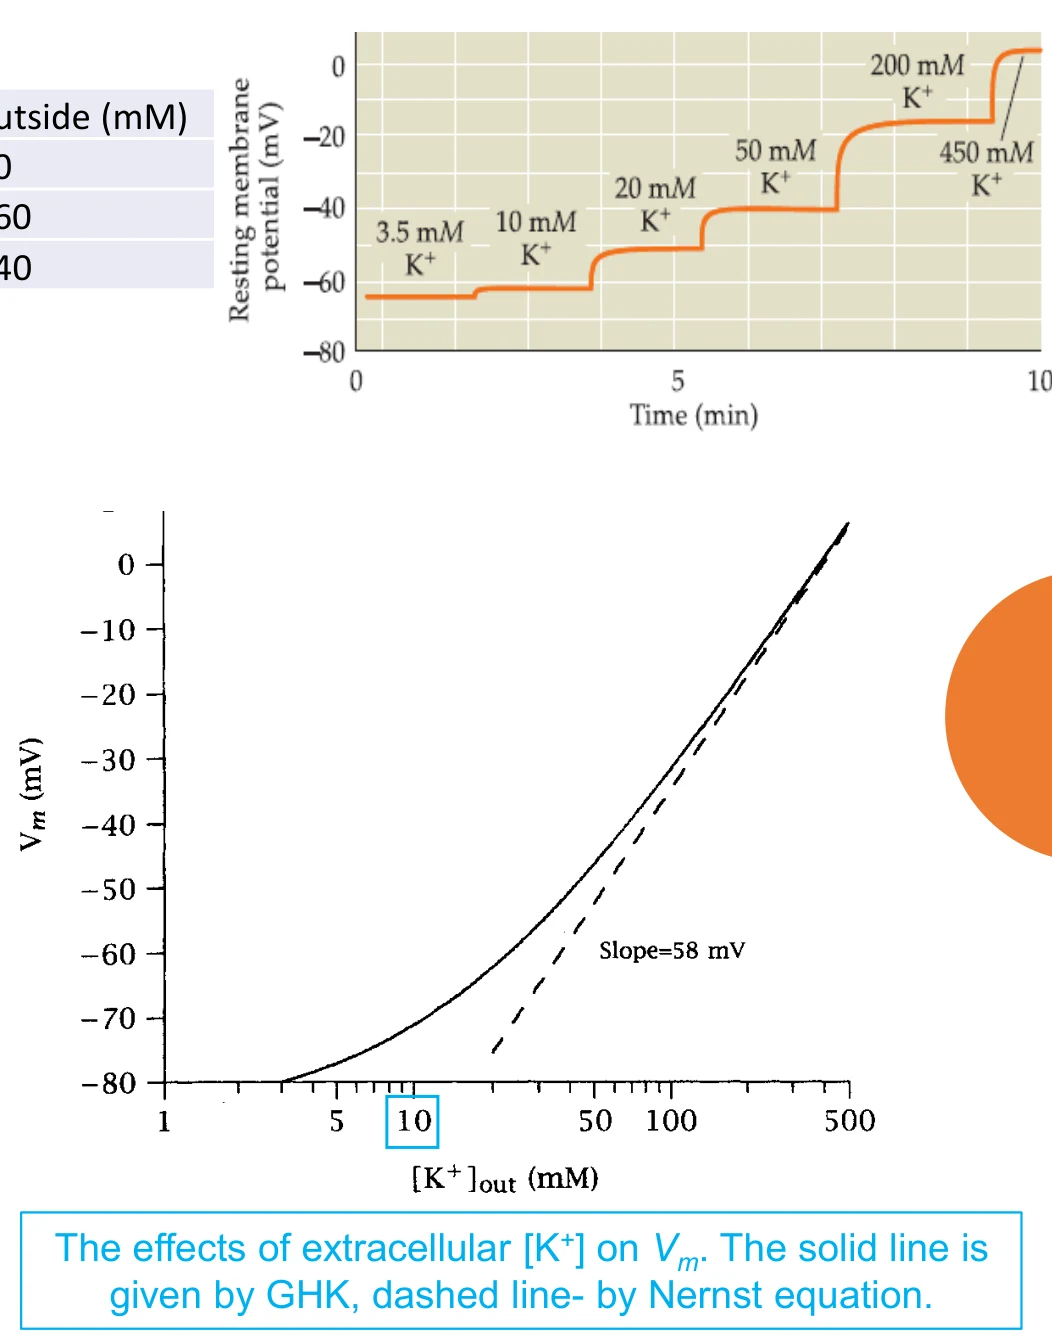 utside (mM)
0
60
40
Resting membrane
potential (mV)
0
−20
−40
−60
−80
3.5 mM
K⁺
10 mM
K⁺
20 mM
K⁺
50 mM
K⁺
200 mM
K⁺
450 mM
K⁺
0 5 10
Time (min)
Vm (mV)
0
−10
−20
−30
−40
−50
−60
−70
−80
Slope=58 mV
1 5 10 50 100 500
[K⁺]out (mM)
The effects of extracellular [K⁺] on Vm. The solid line is
given by GHK, dashed line- by Nernst equation.